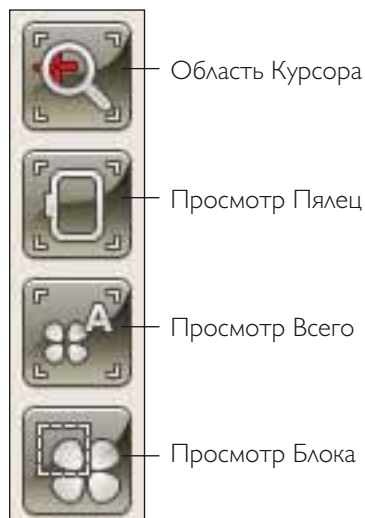 Область Курсора
Просмотр Пялец
A
Просмотр Всего
Просмотр Блока